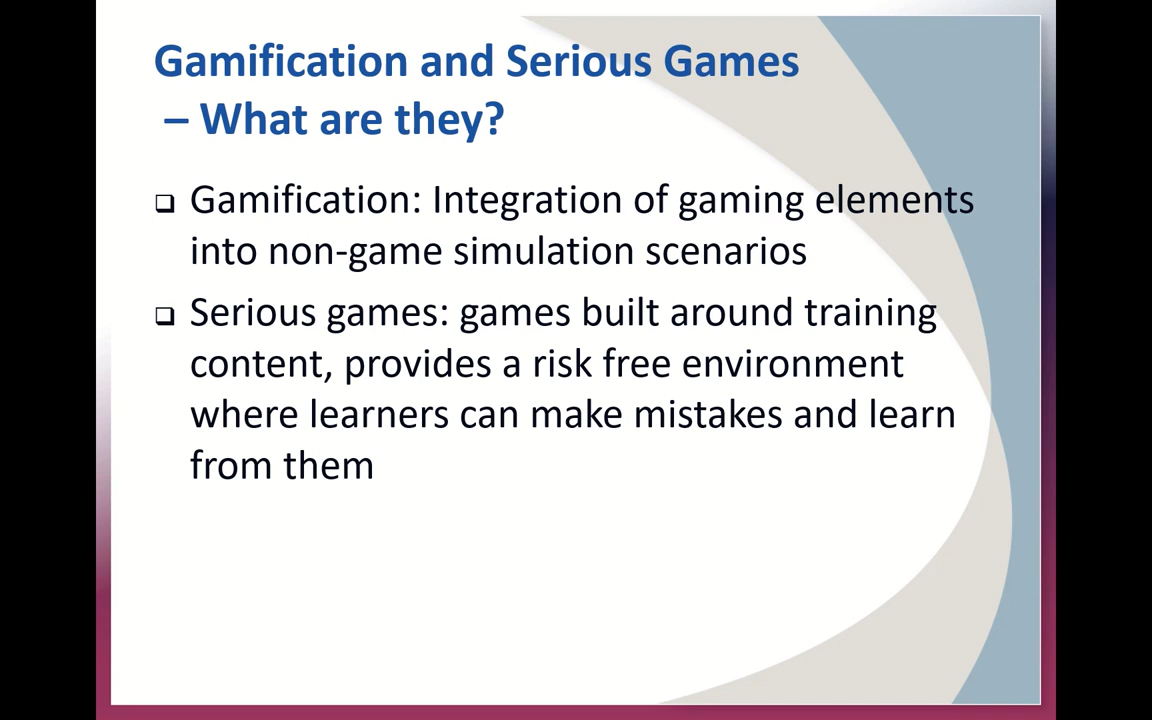 Gamification and Serious Games
– What are they?
Gamification: Integration of gaming elements
into non-game simulation scenarios
Serious games: games built around training
content, provides a risk free environment
where learners can make mistakes and learn
from them